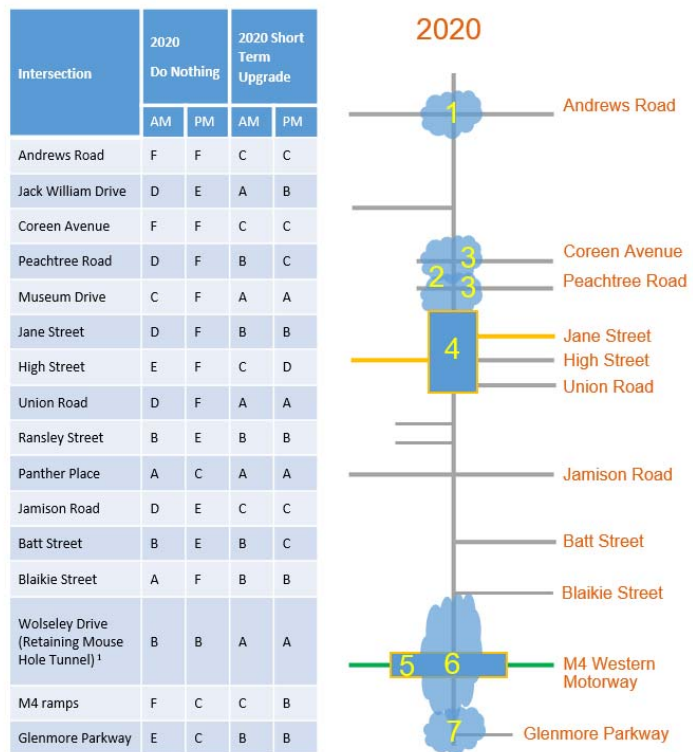 Intersection
2020
Do Nothing
2020 Short
Term
Upgrade
AM PM AM PM
Andrews Road F F C C
Jack William Drive D E A B
Coreen Avenue F F C C
Peachtree Road D F B C
Museum Drive C F A A
Jane Street D F B B
High Street E F C D
Union Road D F A A
Ransley Street B E B B
Panther Place A C A A
Jamison Road D E C C
Batt Street B E B C
Blaikie Street A F B B
Wolseley Drive
(Retaining Mouse
Hole Tunnel) ¹ B B A A
M4 ramps F C C B
Glenmore Parkway E C B B
2020
1 Andrews Road
3 Coreen Avenue
2 3 Peachtree Road
Jane Street
4 High Street
Union Road
Jamison Road
Batt Street
Blaikie Street
5 6 M4 Western
Motorway
7 Glenmore Parkway